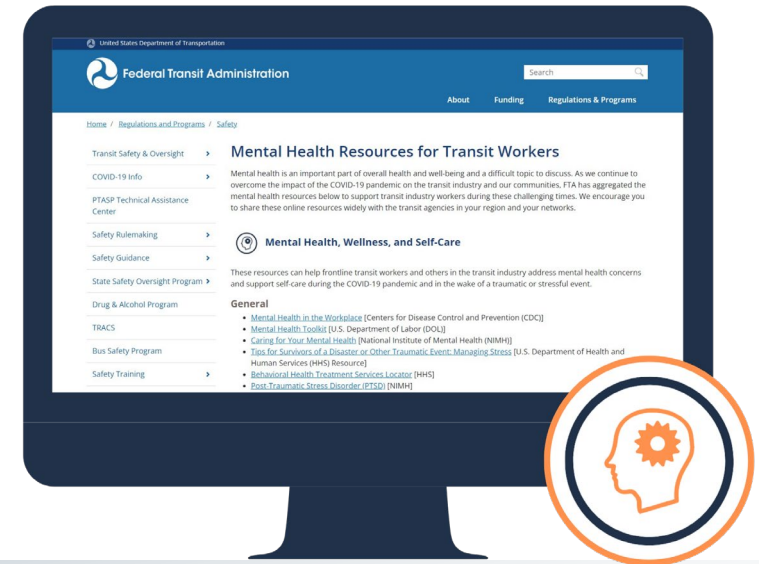 United States Department of Transportation
Federal Transit Administration
Search
About Funding Regulations & Programs
Home / Regulations and Programs / Safety
Transit Safety & Oversight
COVID-19 Info
PTASP Technical Assistance
Center
Safety Rulemaking
Safety Guidance
State Safety Oversight Program
Drug & Alcohol Program
TRACS
Bus Safety Program
Safety Training
Mental Health Resources for Transit Workers
Mental health is an important part of overall health and well-being and a difficult topic to discuss. As we continue to
overcome the impact of the COVID-19 pandemic on the transit industry and our communities, FTA has aggregated the
mental health resources below to support transit industry workers during these challenging times. We encourage you
to share these online resources widely with the transit agencies in your region and your networks.
Mental Health, Wellness, and Self-Care
These resources can help frontline transit workers and others in the transit industry address mental health concerns
and support self-care during the COVID-19 pandemic and in the wake of a traumatic or stressful event.
General
• Mental Health in the Workplace [Centers for Disease Control and Prevention (CDC)]
• Mental Health Toolkit [U.S. Department of Labor (DOL)]
• Caring for Your Mental Health [National Institute of Mental Health (NIMH)]
• Tips for Survivors of a Disaster or Other Traumatic Event: Managing Stress [U.S. Department of Health and
Human Services (HHS) Resource]
• Behavioral Health Treatment Services Locator [HHS]
• Post-Traumatic Stress Disorder (PTSD) [NIMH]